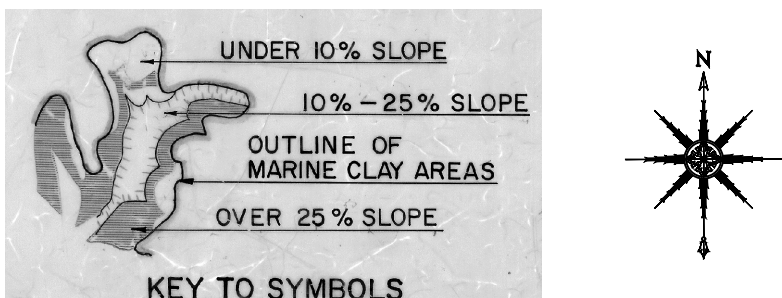 UNDER 10% SLOPE
10%-25% SLOPE
OUTLINE OF
MARINE CLAY AREAS
OVER 25% SLOPE
KEY TO SYMBOLS
N